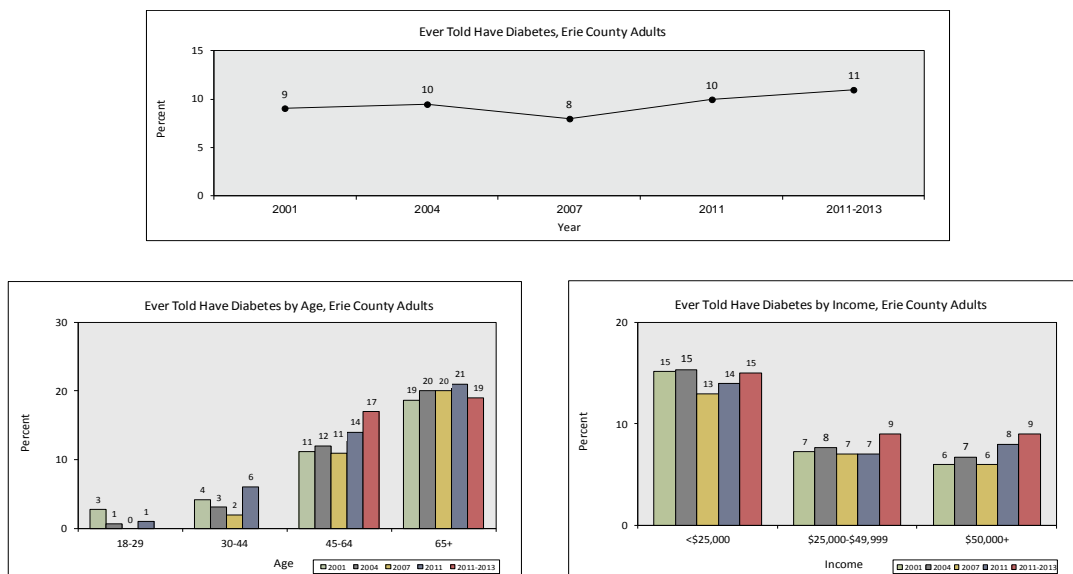 Ever Told Have Diabetes, Erie County Adults
15
10
5
0
Percent
9
10
8
10
11
2001 2004 2007 2011 2011-2013
Year
Ever Told Have Diabetes by Age, Erie County Adults
30
20
10
0
Percent
3 1 0 1
4 3 2 6
11 12 11 14 17
19 20 20 21 19
18-29 30-44 45-64 65+
Age
2001 2004 2007 2011 2011-2013
Ever Told Have Diabetes by Income, Erie County Adults
20
10
0
Percent
15 15 13 14 15
7 8 7 7 9
6 7 6 8 9
<$25,000 $25,000-$49,999 $50,000+
Income
2001 2004 2007 2011 2011-2013